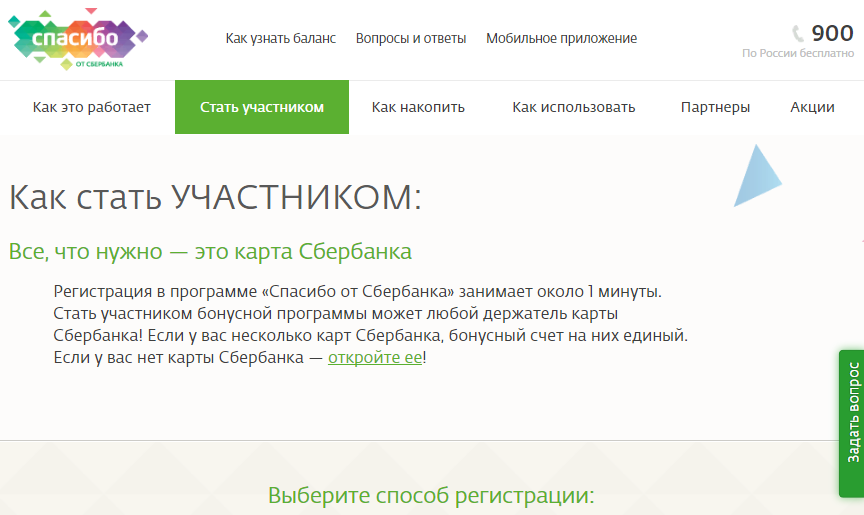 спасибо
ОТ СБЕРБАНКА
Как узнать баланс Вопросы и ответы Мобильное приложение
900
По России бесплатно
Как это работает Стать участником Как накопить Как использовать Партнеры Акции
Как стать УЧАСТНИКОМ:
Все, что нужно — это карта Сбербанка
Регистрация в программе «Спасибо от Сбербанка» занимает около 1 минуты.
Стать участником бонусной программы может любой держатель карты
Сбербанка! Если у вас несколько карт Сбербанка, бонусный счет на них единый.
Если у вас нет карты Сбербанка — откройте ее!
Задать вопрос
Выберите способ регистрации: